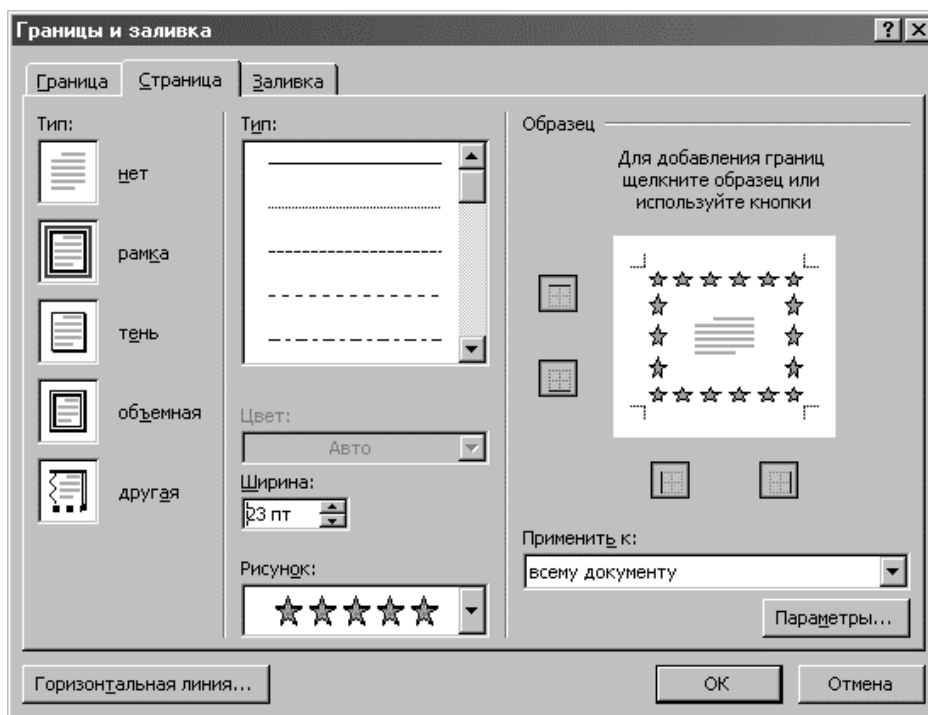 Границы и заливка
Граница
Страница
Заливка
Тип:
нет
рамка
тень
объемная
другая
Тип:
Цвет:
Авто
Ширина:
23 пт
Рисунок:
Образец
Для добавления границ
щелкните образец или
используйте кнопки
Применить к:
всему документу
Параметры...
Горизонтальная линия...
ОК
Отмена